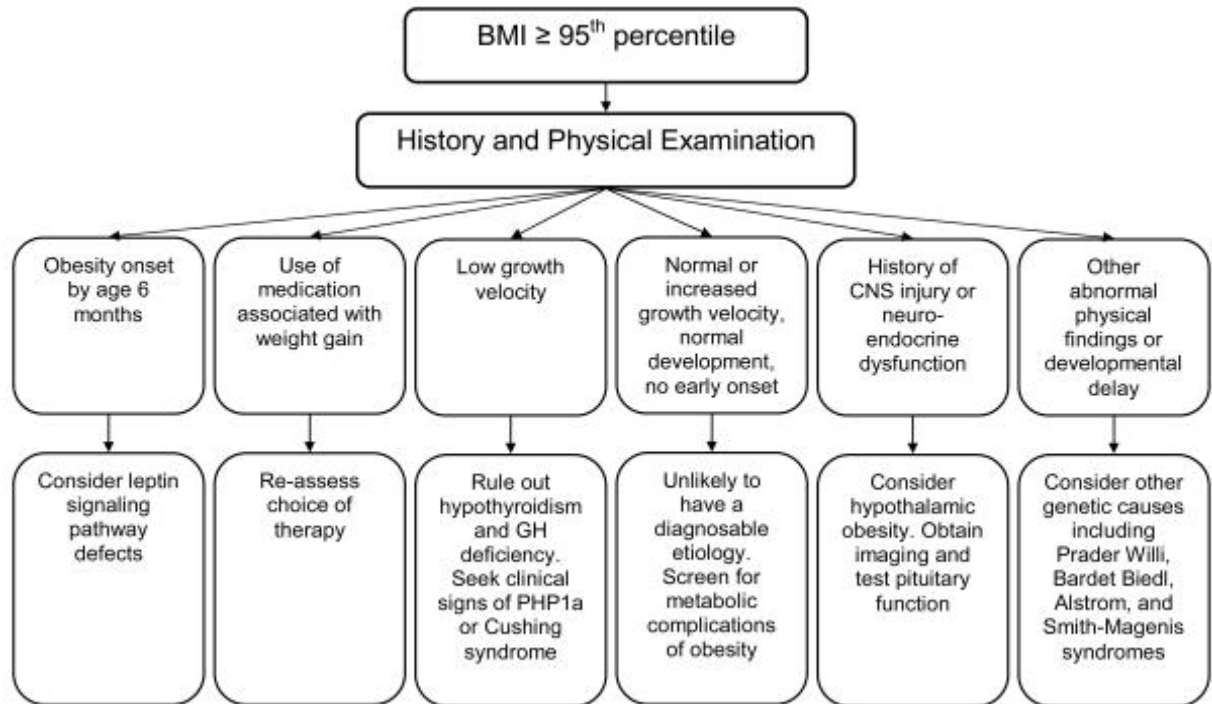 BMI ≥ 95th percentile
History and Physical Examination
Obesity onset
by age 6
months
Use of
medication
associated with
weight gain
Low growth
velocity
Normal or
increased
growth velocity,
normal
development,
no early onset
History of
CNS injury or
neuro-
endocrine
dysfunction
Other
abnormal
physical
findings or
developmental
delay
Consider leptin
signaling
pathway
defects
Re-assess
choice of
therapy
Rule out
hypothyroidism
and GH
deficiency.
Seek clinical
signs of PHP1a
or Cushing
syndrome
Unlikely to
have a
diagnosable
etiology.
Screen for
metabolic
complications
of obesity
Consider
hypothalamic
obesity. Obtain
imaging and
test pituitary
function
Consider other
genetic causes
including
Prader Willi,
Bardet Biedl,
Alstrom, and
Smith-Magenis
syndromes